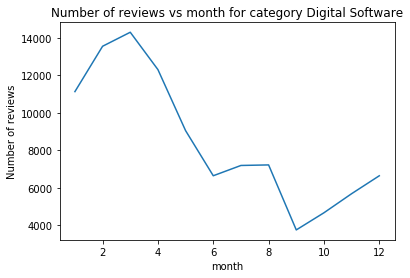 Number of reviews vs month for category Digital Software
Number of reviews
14000
12000
10000
8000
6000
4000
2 4 6 8 10 12
month